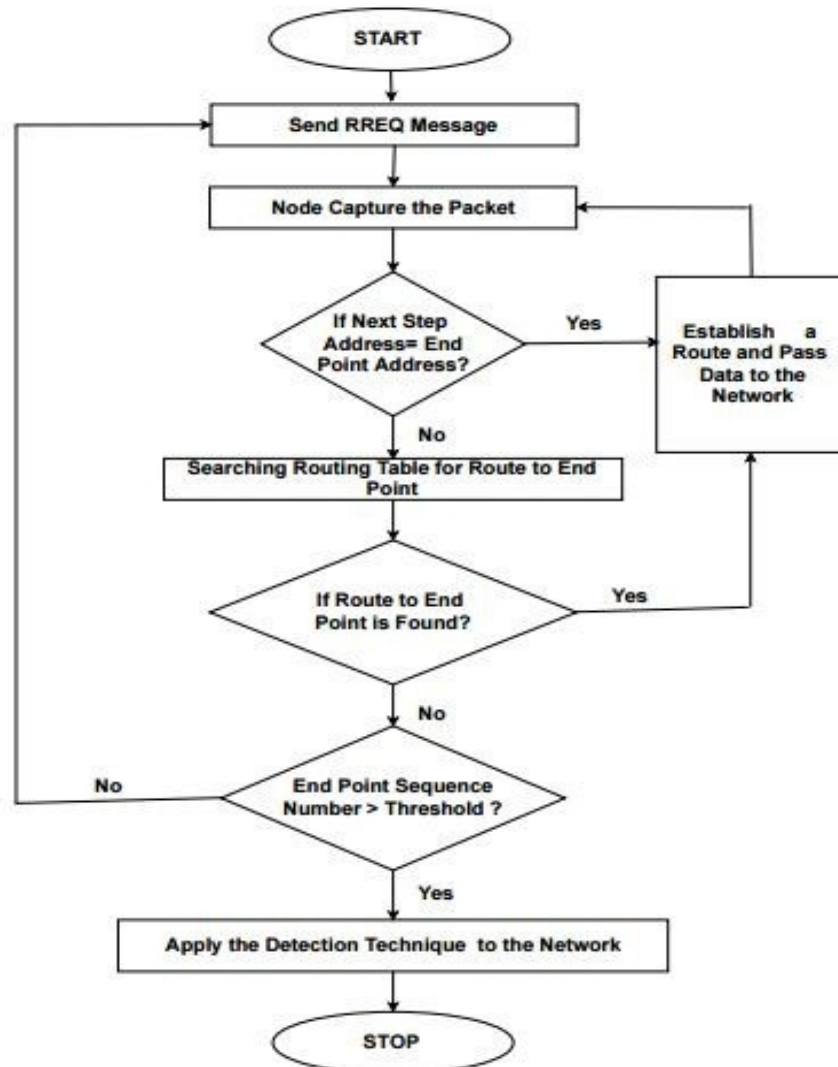 START
Send RREQ Message
Node Capture the Packet
If Next Step
Address= End
Point Address?
Yes
Establish a
Route and Pass
Data to the
Network
No
Searching Routing Table for Route to End
Point
If Route to End
Point is Found?
Yes
No
End Point Sequence
Number > Threshold ?
No
Yes
Apply the Detection Technique to the Network
STOP